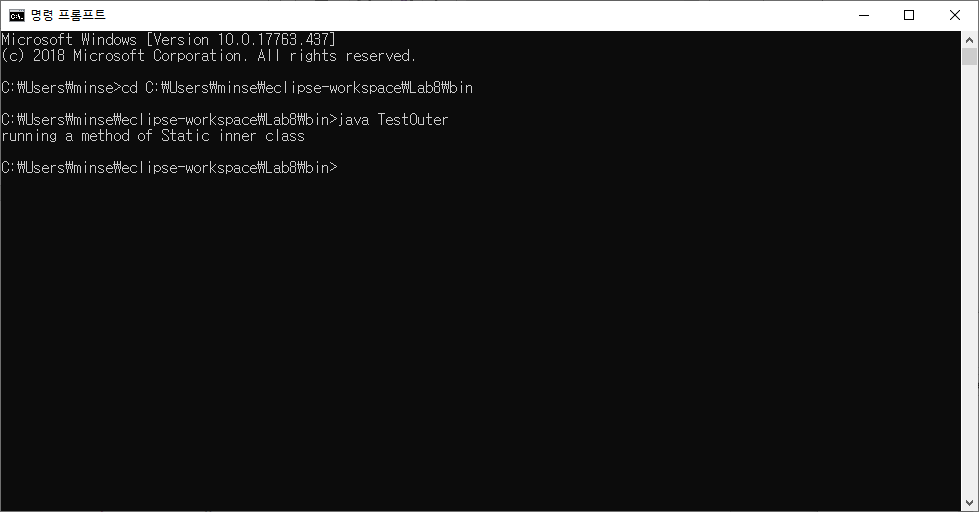 명령 프롬프트
Microsoft Windows [Version 10.0.17763.437]
(c) 2018 Microsoft Corporation. All rights reserved.
C:₩Users₩minse>cd C:₩Users₩minse₩eclipse-workspace₩Lab8₩bin
C:₩Users₩minse₩eclipse-workspace₩Lab8₩bin>java TestOuter
running a method of Static inner class
C:₩Users₩minse₩eclipse-workspace₩Lab8₩bin>